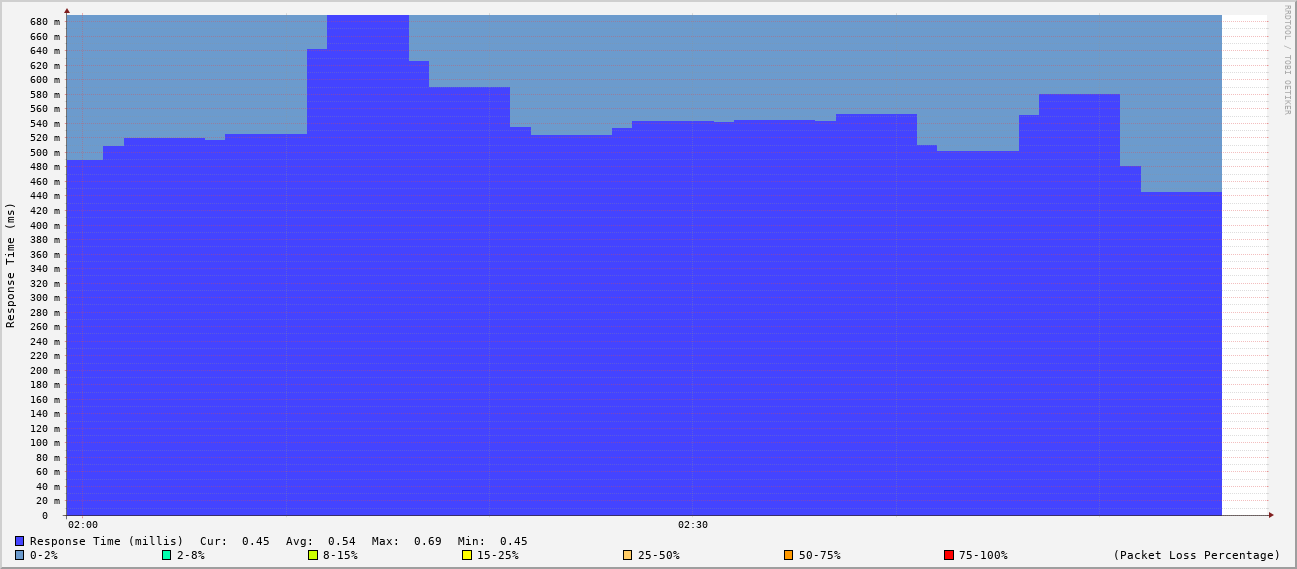 RRDTOOL / TOBI OETIKER
Response Time (ms)
680 m
660 m
640 m
620 m
600 m
580 m
560 m
540 m
520 m
500 m
480 m
460 m
440 m
420 m
400 m
380 m
360 m
340 m
320 m
300 m
280 m
260 m
240 m
220 m
200 m
180 m
160 m
140 m
120 m
100 m
80 m
60 m
40 m
20 m
0
02:00 02:30
Response Time (millis) Cur: 0.45 Avg: 0.54 Max: 0.69 Min: 0.45
0-2% 2-8% 8-15% 15-25% 25-50% 50-75% 75-100% (Packet Loss Percentage)